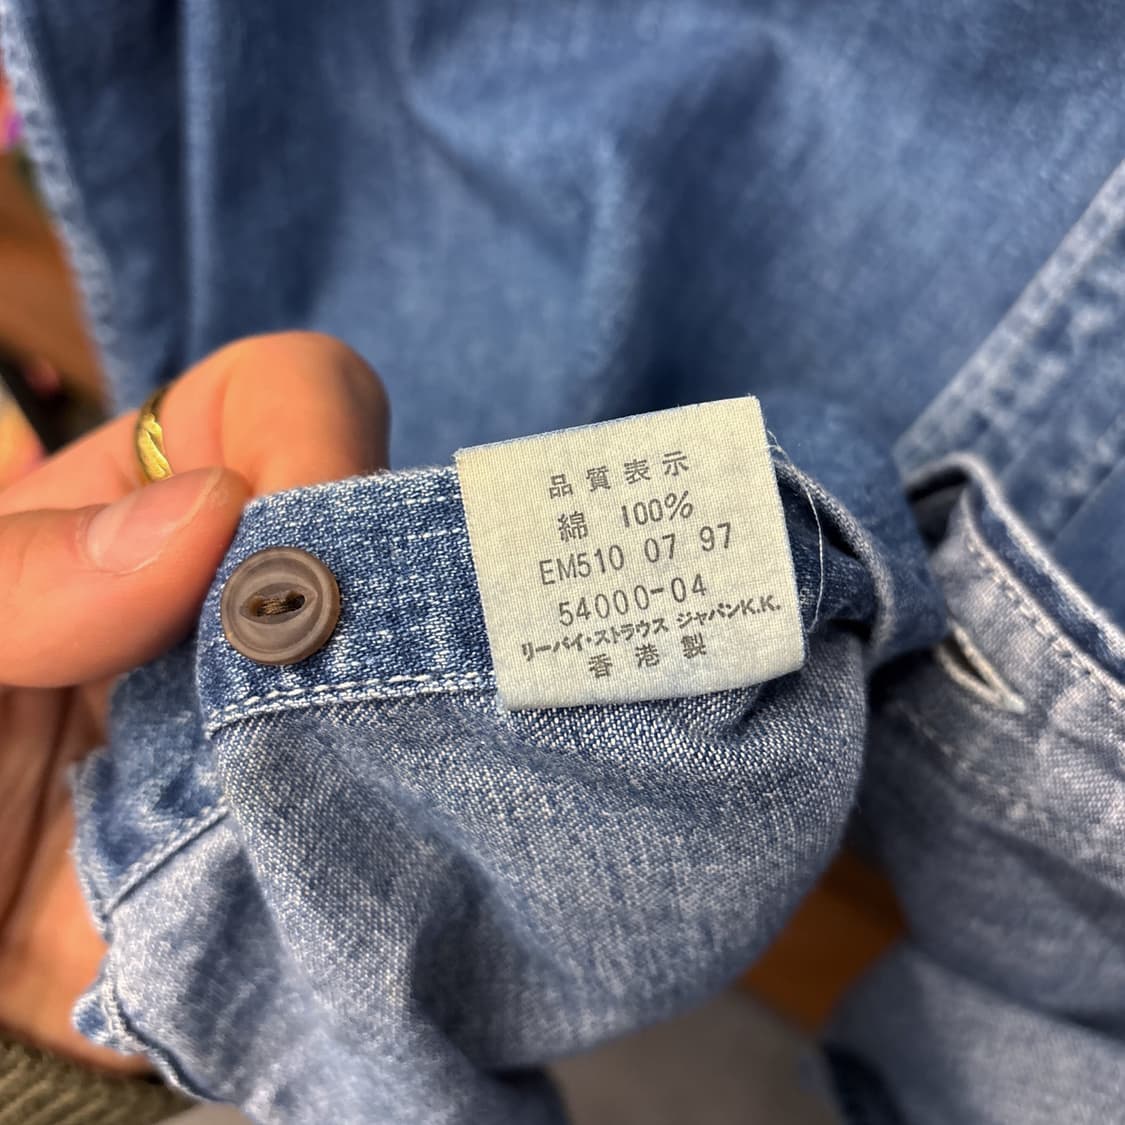 品質表示
綿 100%
EM510 07 97
54000-04
リーバイ・ストラウス ジャパンK.K.
香港製